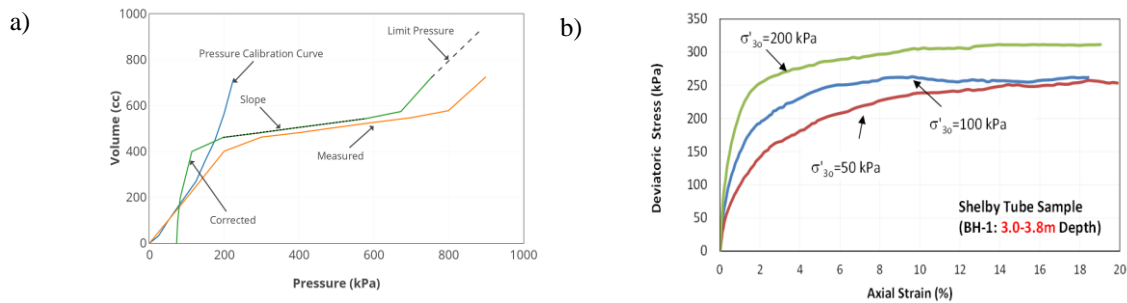 a)
Volume (cc)
1000
800
600
400
200
0
0
200
400
600
800
1000
Pressure (kPa)
Pressure Calibration Curve
Limit Pressure
Slope
Measured
Corrected
b)
Deviatoric Stress (kPa)
350
300
250
200
150
100
50
0
0
2
4
6
8
10
12
14
16
18
20
Axial Strain (%)
σ'3o=200 kPa
σ'3o=100 kPa
σ'3o=50 kPa
Shelby Tube Sample
(BH-1: 3.0-3.8m Depth)